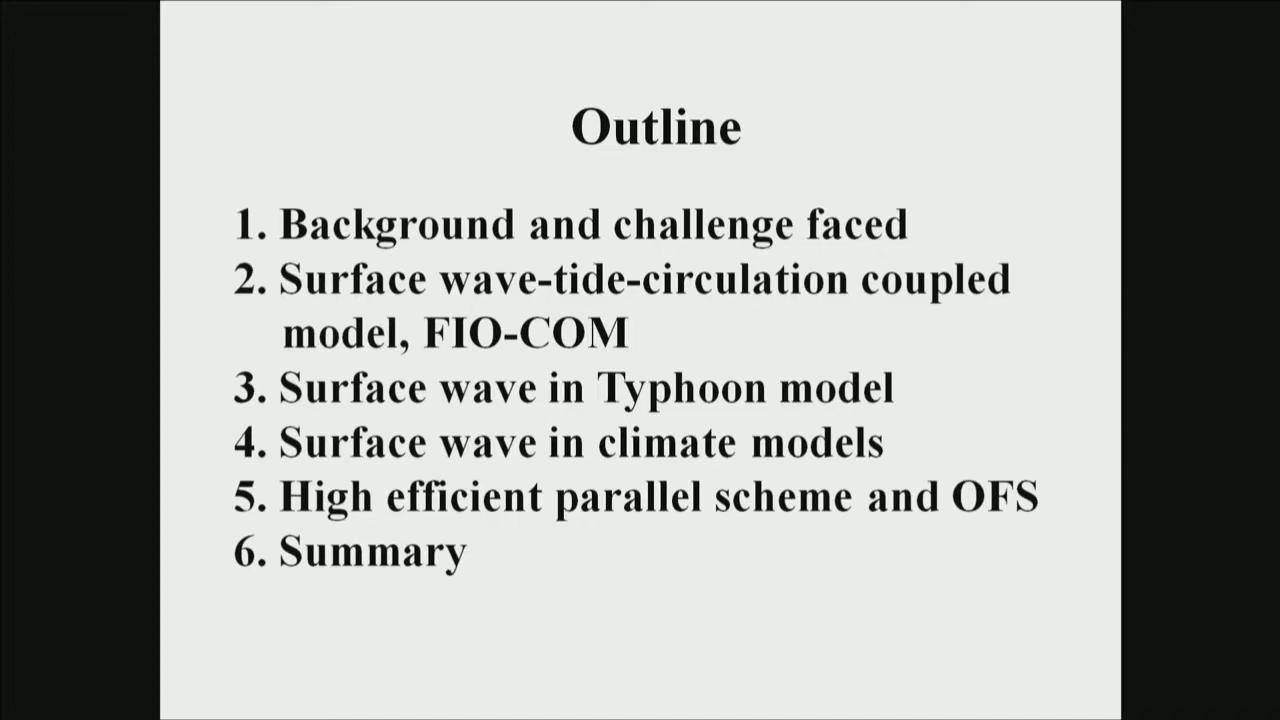 Outline
1. Background and challenge faced
2. Surface wave-tide-circulation coupled
model, FIO-COM
3. Surface wave in Typhoon model
4. Surface wave in climate models
5. High efficient parallel scheme and OFS
6. Summary